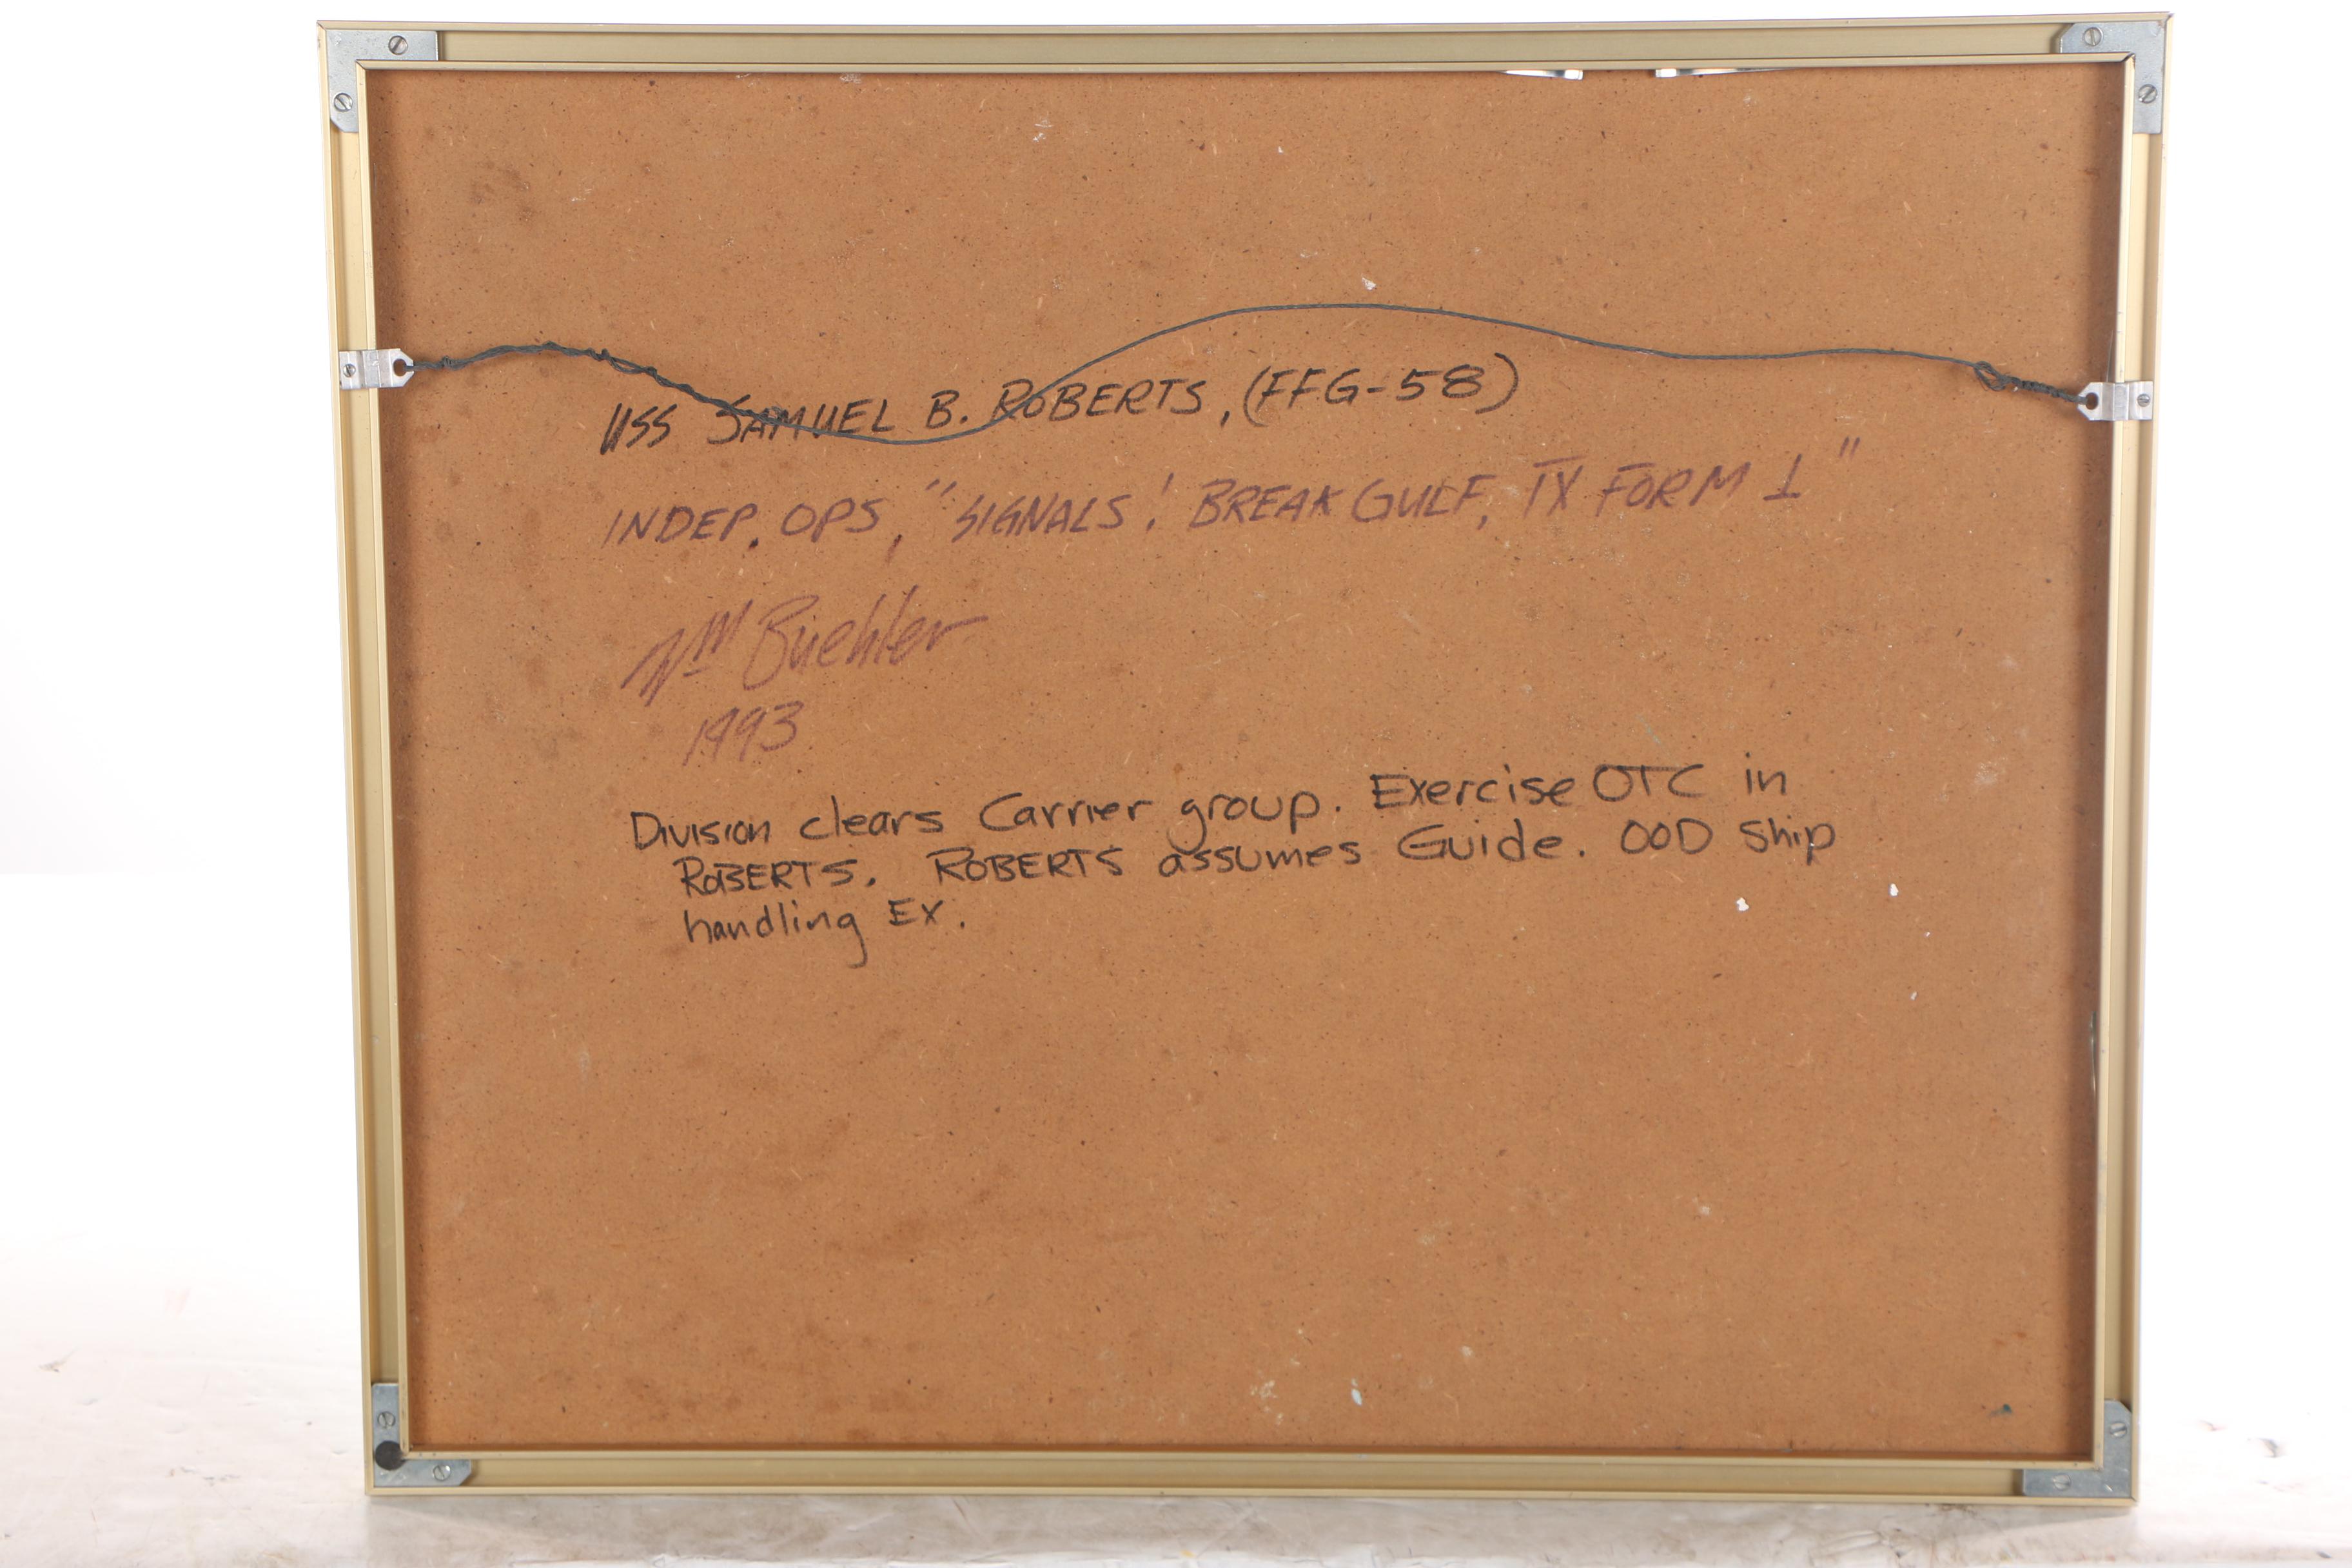 USS SAMUEL B. ROBERTS, (FFG-58)
INDEP. OPS, "SIGNALS! BREAK GULF, TX FORM 1"
Wm Buehler
1993
Division clears Carrier group. Exercise OTC in
ROBERTS. ROBERTS assumes Guide. OOD Ship
handling EX.